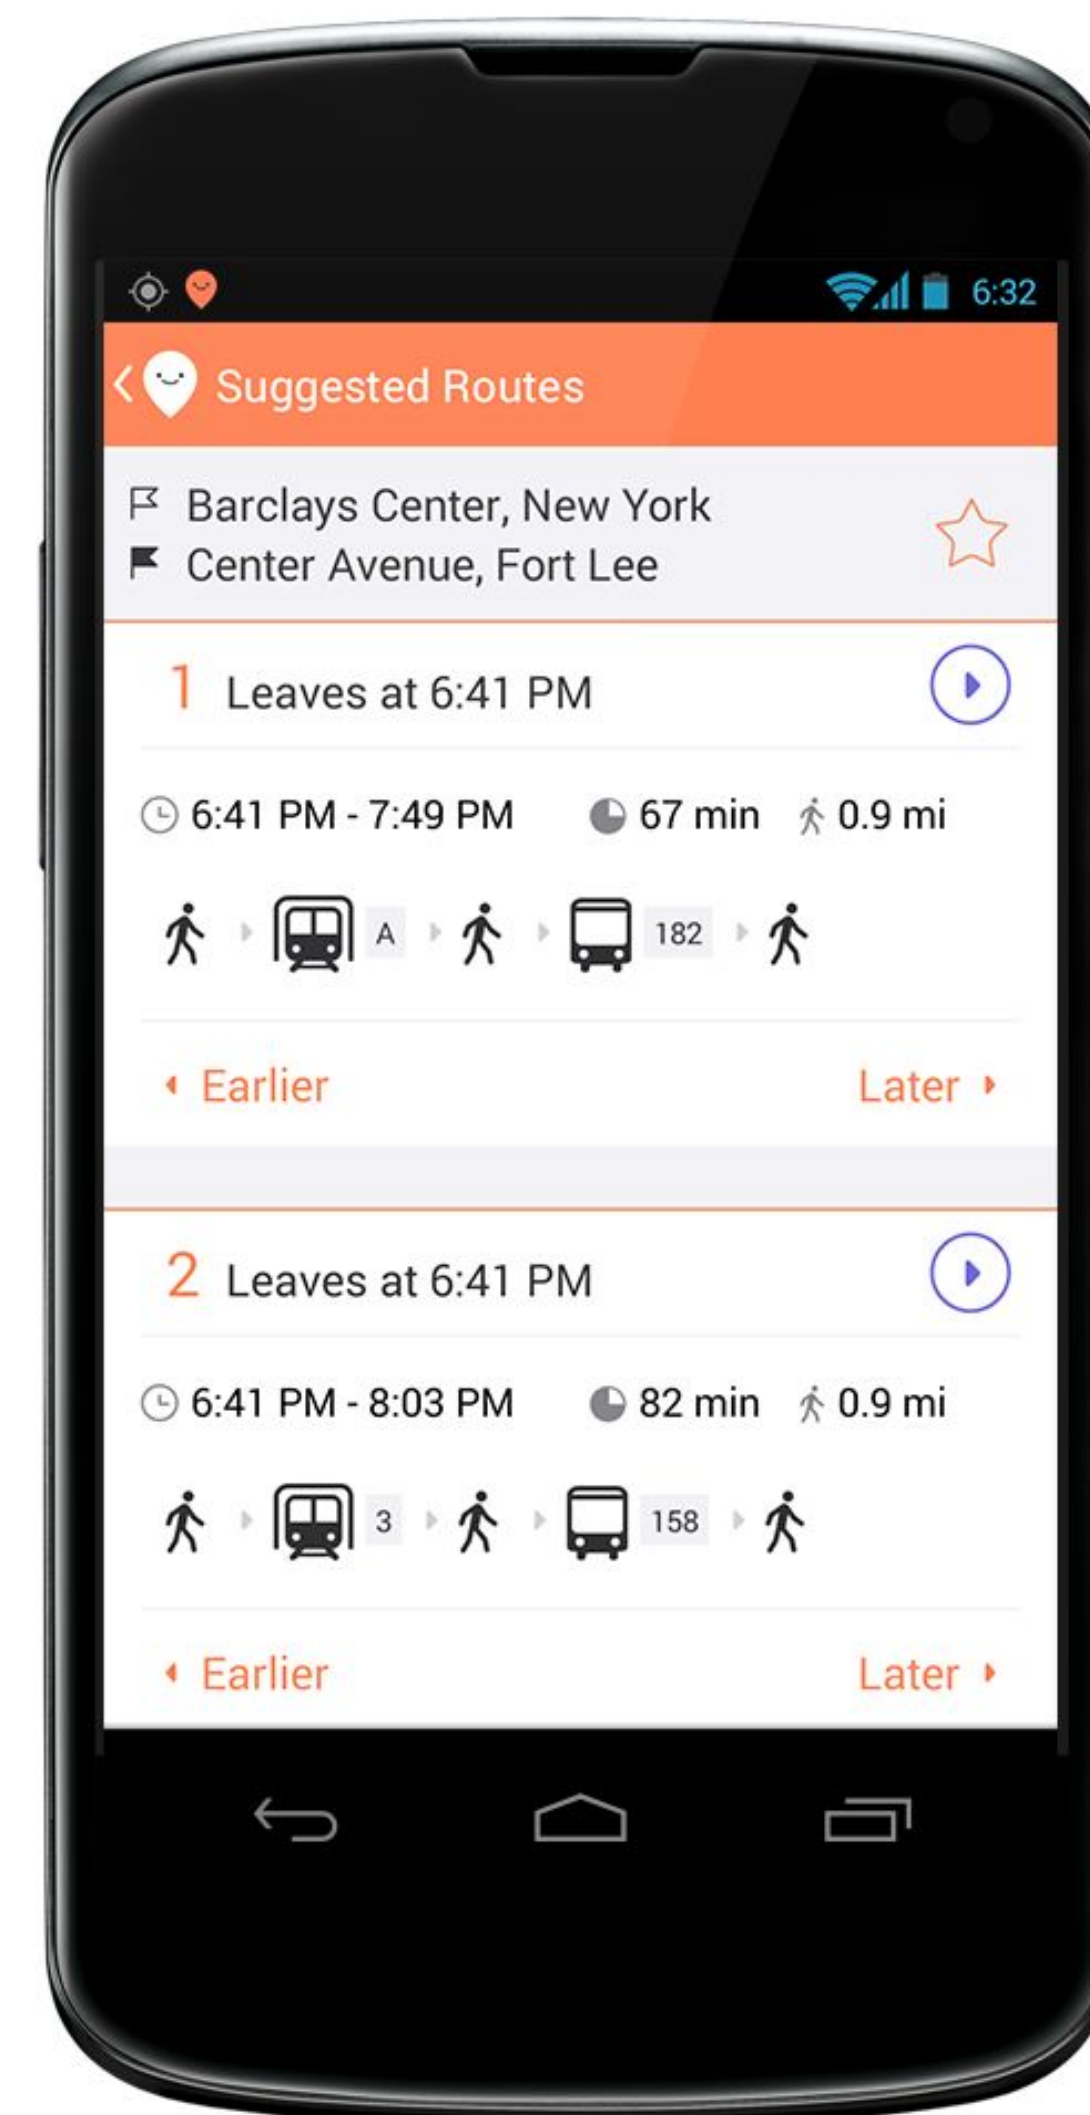 6:32
Suggested Routes
Barclays Center, New York
Center Avenue, Fort Lee
1 Leaves at 6:41 PM
6:41 PM - 7:49 PM 67 min 0.9 mi
A 182
Earlier Later
2 Leaves at 6:41 PM
6:41 PM - 8:03 PM 82 min 0.9 mi
3 158
Earlier Later